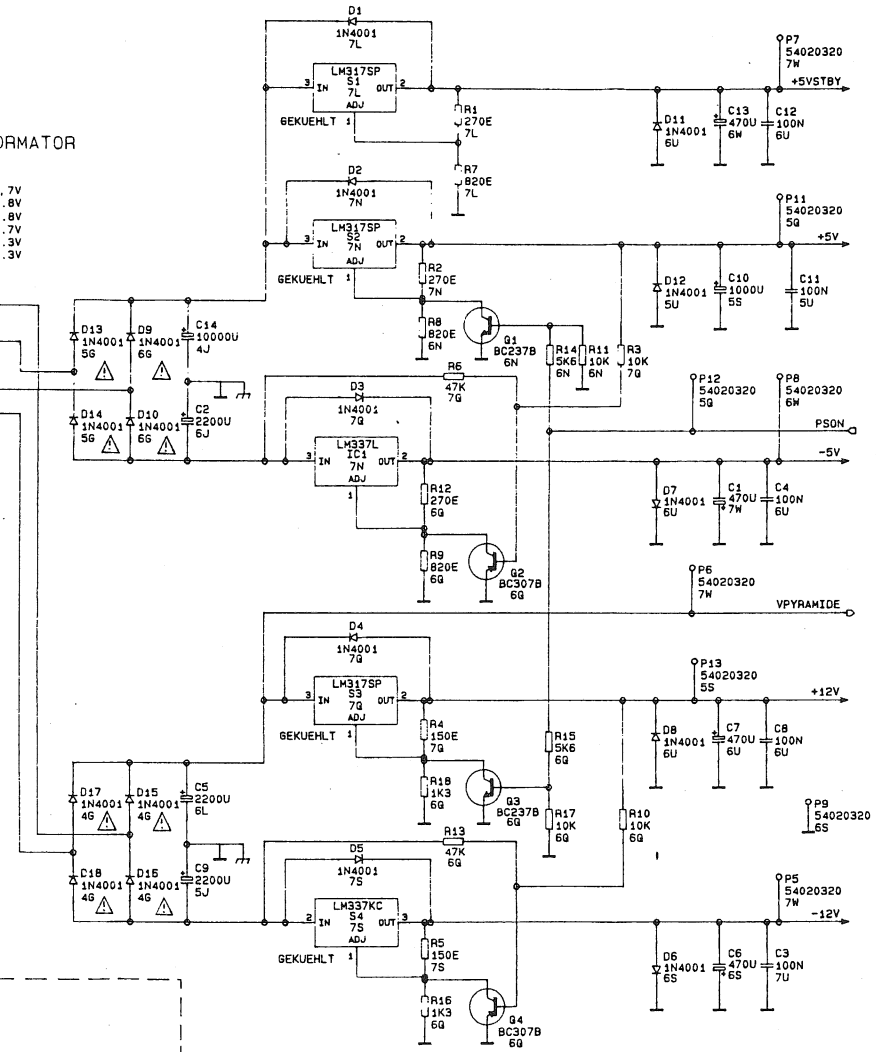 D1
1N4001
7L
LM317SP
3 IN S1 OUT 2
7L
ADJ
GEKUEHLT 1
R1
270E
7L
R7
820E
7L
P7
54020320
7W
+5VSTBY
D11
1N4001
6U
C13
470U
6W
C12
100N
6U
ORMATOR
,7V
.8V
.8V
.7V
.3V
.3V
D2
1N4001
7N
LM317SP
3 IN S2 OUT 2
7N
ADJ
GEKUEHLT 1
R2
270E
7N
R8
820E
6N
Q1
BC237B
6N
R14
5K6
6N
R11
10K
6N
R3
10K
7Q
P11
54020320
5Q
+5V
D12
1N4001
5U
C10
1000U
5S
C11
100N
5U
D13
1N4001
5G
D9
1N4001
6G
C14
10000U
4J
D14
1N4001
5G
D10
1N4001
6G
C2
2200U
6J
R6
47K
7Q
D3
1N4001
7Q
LM337L
3 IN IC1 OUT 2
7N
ADJ
1
R12
270E
6Q
R9
820E
6Q
Q2
BC307B
6Q
P12
54020320
5Q
P8
54020320
6W
PSON
-5V
D7
1N4001
6U
C1
470U
7W
C4
100N
6U
P6
54020320
7W
VPYRAMIDE
D4
1N4001
7Q
LM317SP
3 IN S3 OUT 2
7Q
ADJ
GEKUEHLT 1
R4
150E
7Q
R18
1K3
6Q
Q3
BC237B
6Q
R15
5K6
6Q
R17
10K
6Q
R10
10K
6Q
P13
54020320
5S
+12V
D8
1N4001
6U
C7
470U
6U
C8
100N
6U
P9
54020320
6S
D17
1N4001
4G
D15
1N4001
4G
C5
2200U
6L
C18
1N4001
4G
D16
1N4001
4G
C9
2200U
5J
R13
47K
6Q
D5
1N4001
7S
LM337KC
2 IN S4 OUT 3
7S
ADJ
GEKUEHLT 1
R5
150E
7S
R16
1K3
6Q
Q4
BC307B
6Q
P5
54020320
7W
-12V
D6
1N4001
6S
C6
470U
6S
C3
100N
7U